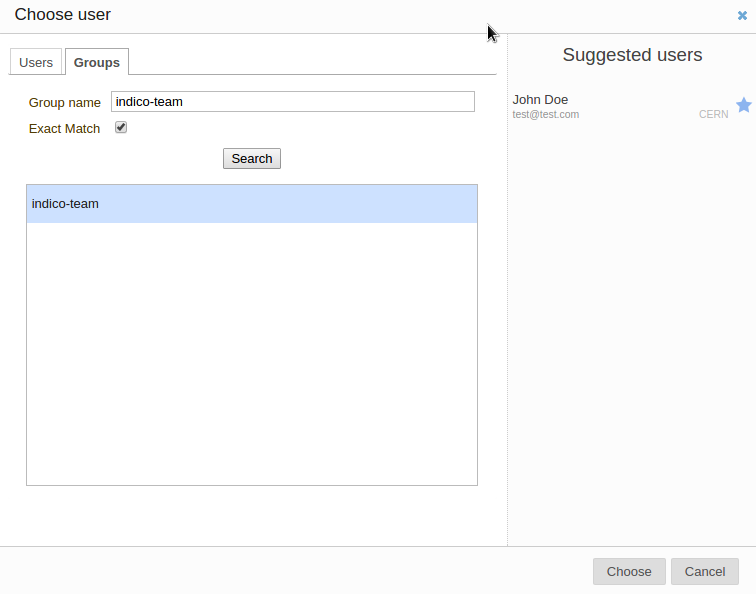 Choose user
Users Groups
Group name indico-team
Exact Match
Search
indico-team
Suggested users
John Doe
test@test.com CERN
Choose Cancel